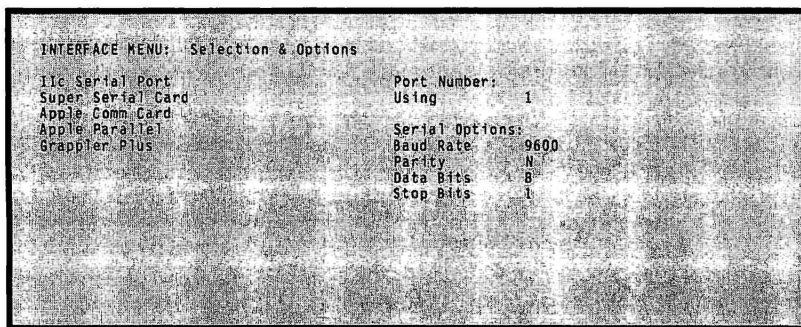 INTERFACE MENU: Selection & Options
IIc Serial Port
Super Serial Card
Apple Comm Card
Apple Parallel
Grappler Plus
Port Number:
Using 1
Serial Options:
Baud Rate 9600
Parity N
Data Bits 8
Stop Bits 1